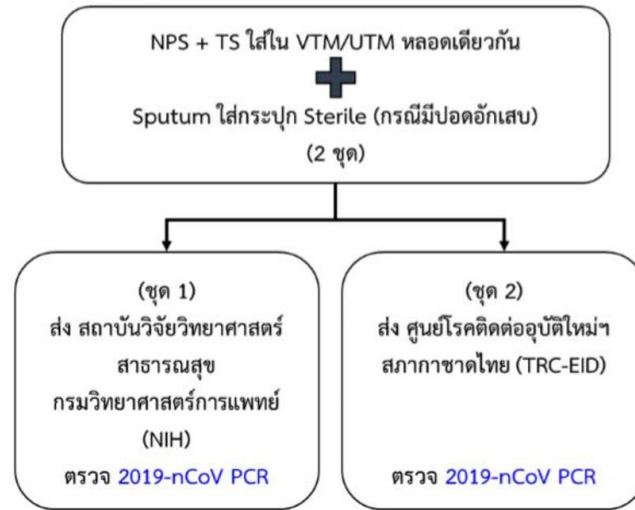 NPS + TS ใส่ใน VTM/UTM หลอดเดียวกัน
Sputum ใส่กระปุก Sterile (กรณีมีปอดอักเสบ)
(2 ชุด)
(ชุด 1)
ส่ง สถาบันวิจัยวิทยาศาสตร์
สาธารณสุข
กรมวิทยาศาสตร์การแพทย์
(NIH)
ตรวจ 2019-nCoV PCR
(ชุด 2)
ส่ง ศูนย์โรคติดต่ออุบัติใหม่ฯ
สภากาชาดไทย (TRC-EID)
ตรวจ 2019-nCoV PCR